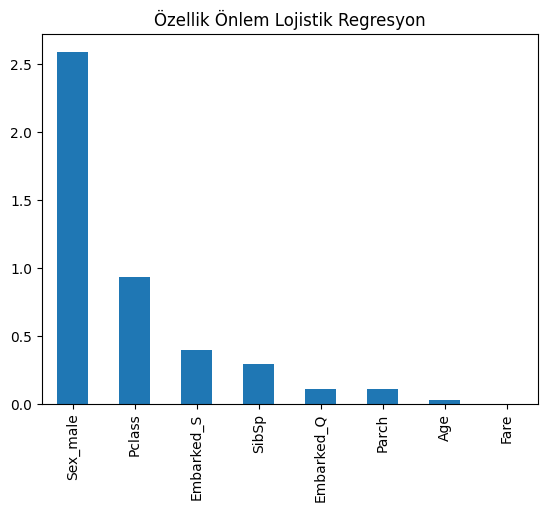 Özellik Önlem Lojistik Regresyon
2.5
2.0
1.5
1.0
0.5
0.0
Sex_male
Pclass
Embarked_S
SibSp
Embarked_Q
Parch
Age
Fare